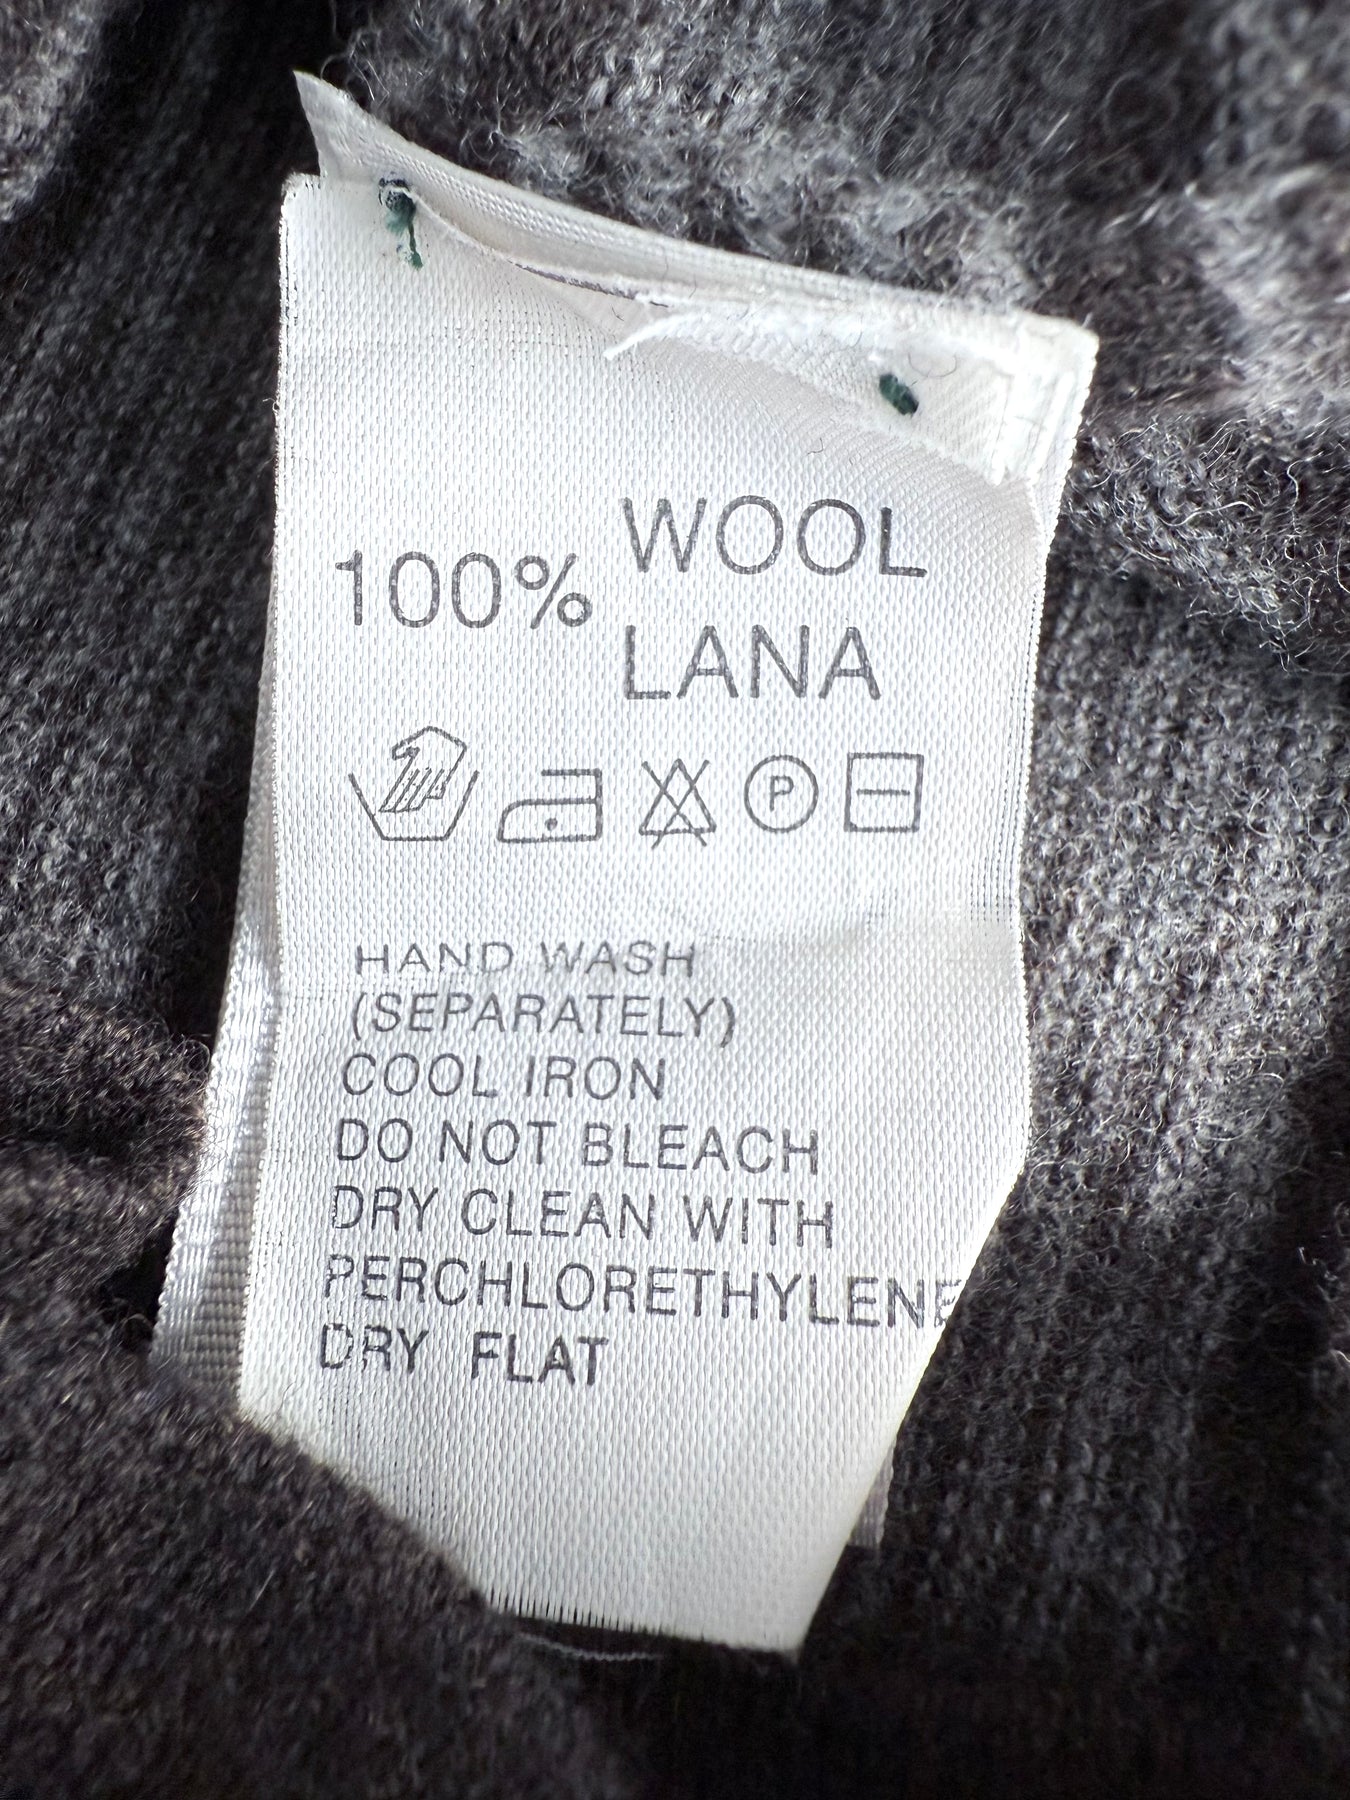 100% WOOL
LANA
P
HAND WASH
(SEPARATELY)
COOL IRON
DO NOT BLEACH
DRY CLEAN WITH
PERCHLORETHYLENE
DRY FLAT